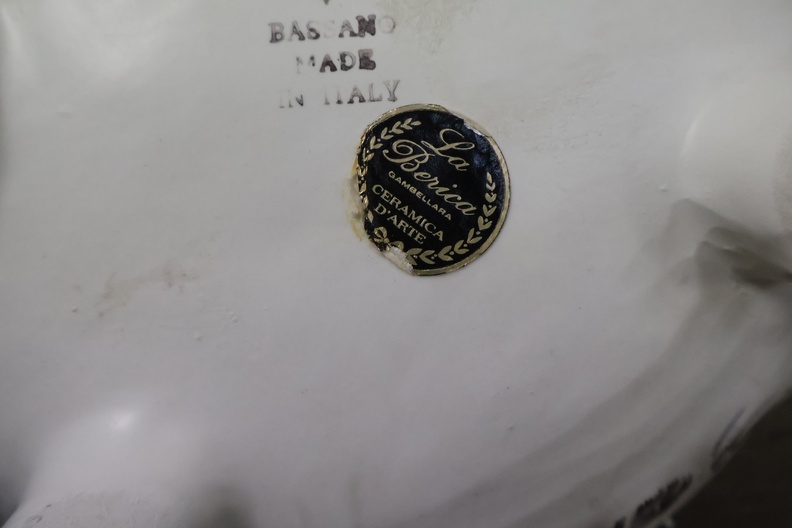 BASSANO
MADE
IN ITALY
La
Berica
GAMBELLARA
CERAMICA
D'ARTE